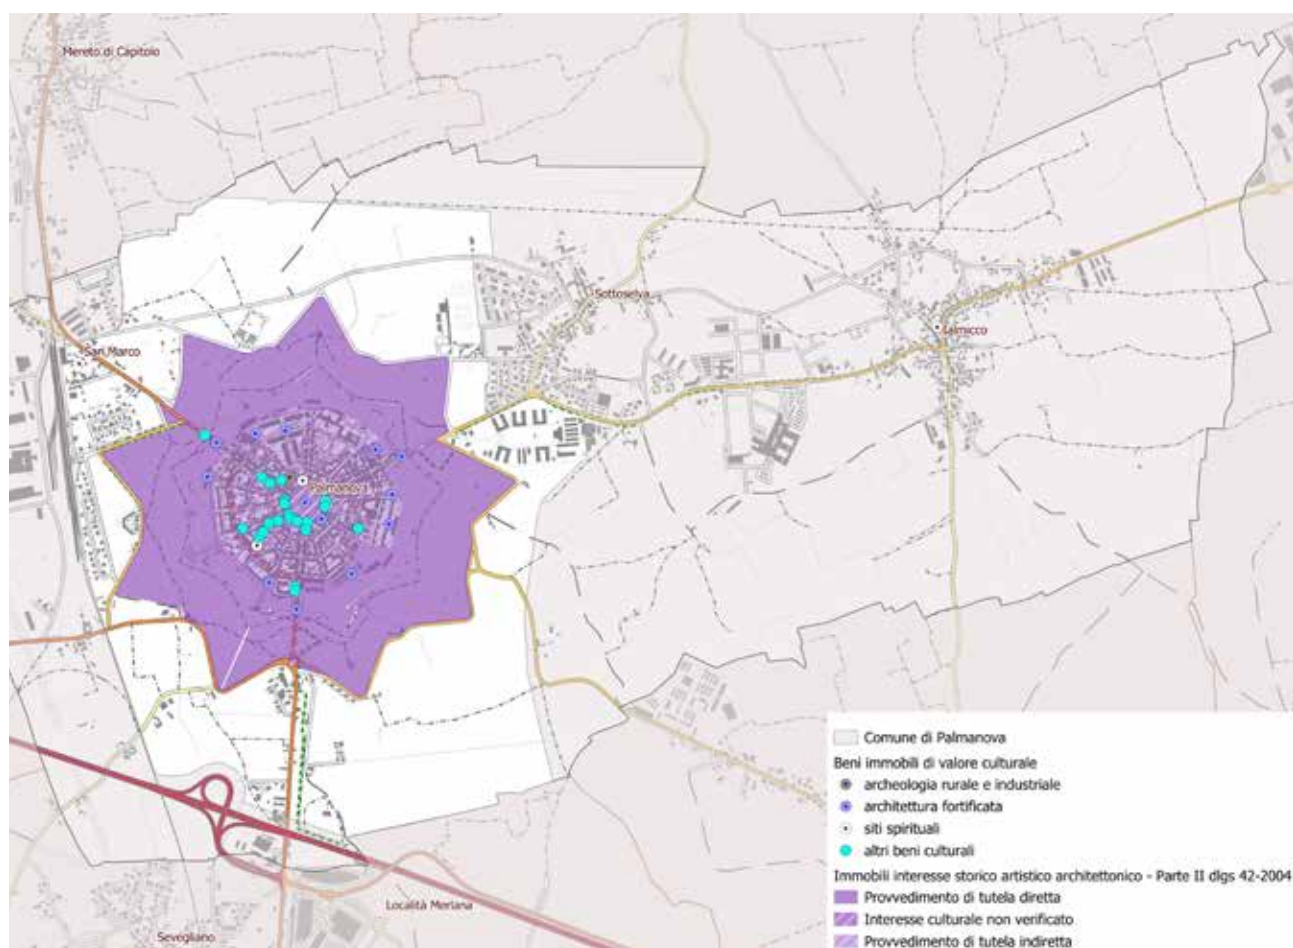 Mereto di Capitolo
Sottoselva
San Marco
Ialmicco
Palmanova
Comune di Palmanova
Beni immobili di valore culturale
archeologia rurale e industriale
architettura fortificata
siti spirituali
altri beni culturali
Località Meriana
Immobili interesse storico artistico architettonico - Parte II dlgs 42-2004
Provvedimento di tutela diretta
Interesse culturale non verificato
Sevegliano
Provvedimento di tutela indiretta